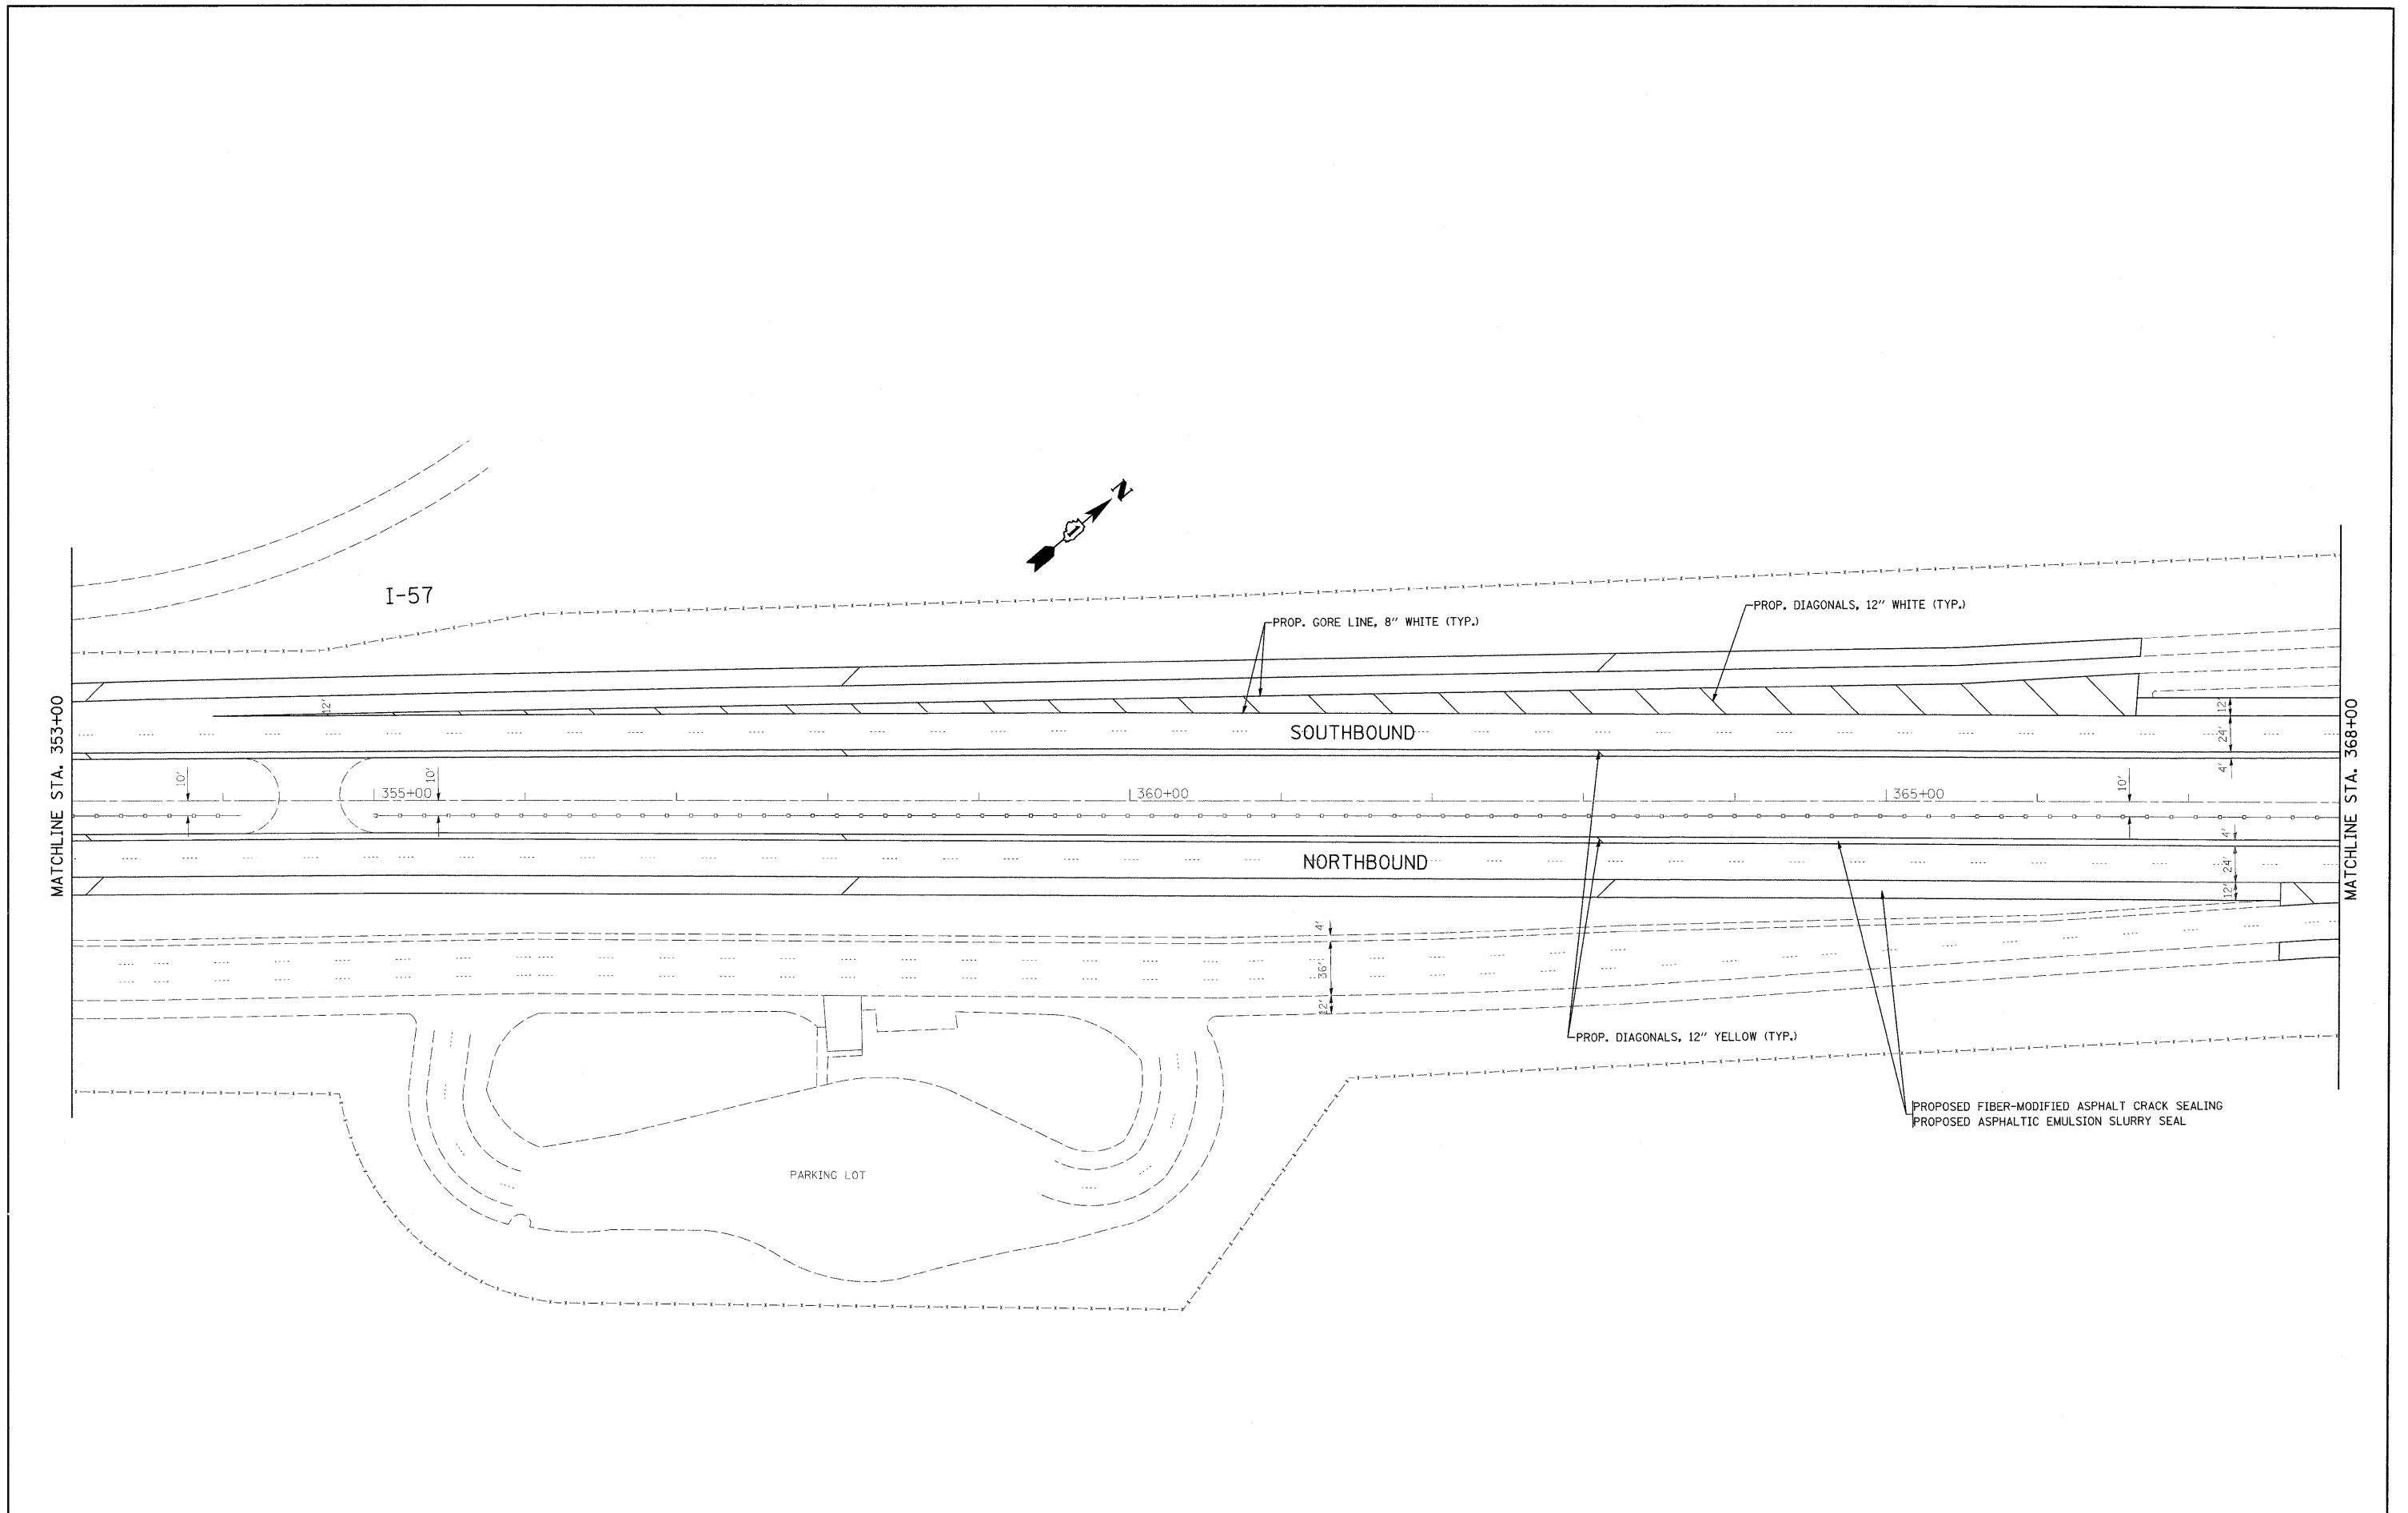 N
I-57
PROP. DIAGONALS, 12" WHITE (TYP.)
PROP. GORE LINE, 8" WHITE (TYP.)
12'
12'
SOUTHBOUND
24'
4'
MATCHLINE STA. 353+00
MATCHLINE STA. 368+00
10'
10'
10'
355+00
360+00
365+00
4'
NORTHBOUND
24'
12'
4'
36'
12'
PROP. DIAGONALS, 12" YELLOW (TYP.)
PROPOSED FIBER-MODIFIED ASPHALT CRACK SEALING
PROPOSED ASPHALTIC EMULSION SLURRY SEAL
PARKING LOT